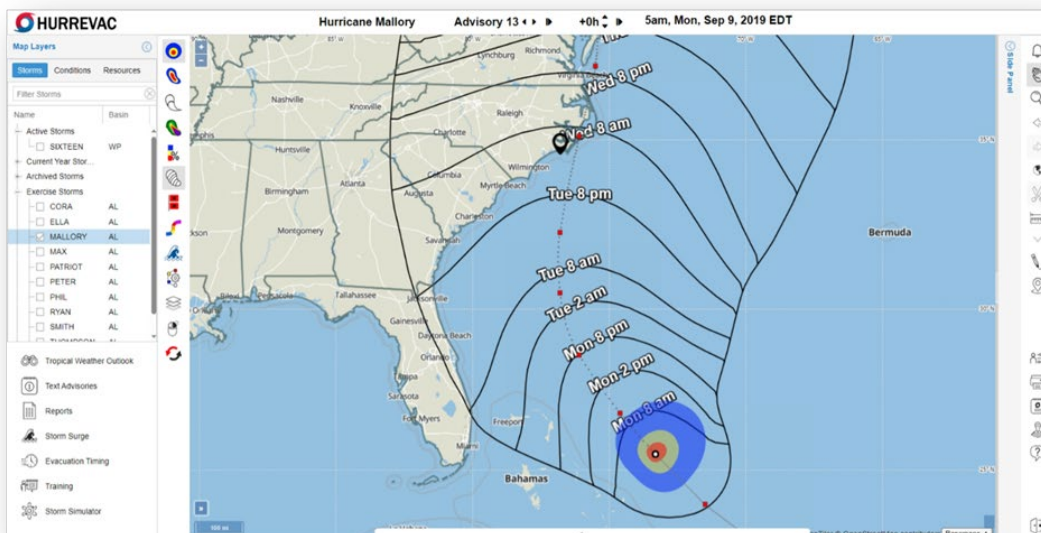 HURREVAC
Hurricane Mallory Advisory 13 +0h 5am, Mon, Sep 9, 2019 EDT
Map Layers
Storms Conditions Resources
Filter Storms
Name Basin
Active Storms
SIXTEEN WP
Current Year Stor...
Archived Storms
Exercise Storms
CORA AL
ELLA AL
MALLORY AL
MAX AL
PATRIOT AL
PETER AL
PHIL AL
RYAN AL
SMITH AL
Tropical Weather Outlook
Text Advisories
Reports
Storm Surge
Evacuation Timing
Training
Storm Simulator
Side Panel
Lynchburg
Richmond
Nashville
Knoxville
Raleigh
Charlotte
Huntsville
Wilmington
Columbia
Myrtle Beach
Atlanta
Birmingham
Augusta
Charleston
Montgomery
Savannah
Tallahassee
Jacksonville
Pensacola
Gainesville
Daytona Beach
Orlando
Tampa
Sarasota
Fort Myers
Miami
Freeport
Bahamas
Bermuda
Wed 8 pm
Wed 8 am
Tue 8 pm
Tue 8 am
Tue 2 am
Mon 8 pm
Mon 2 pm
Mon 8 am
35°N
30°N
25°N